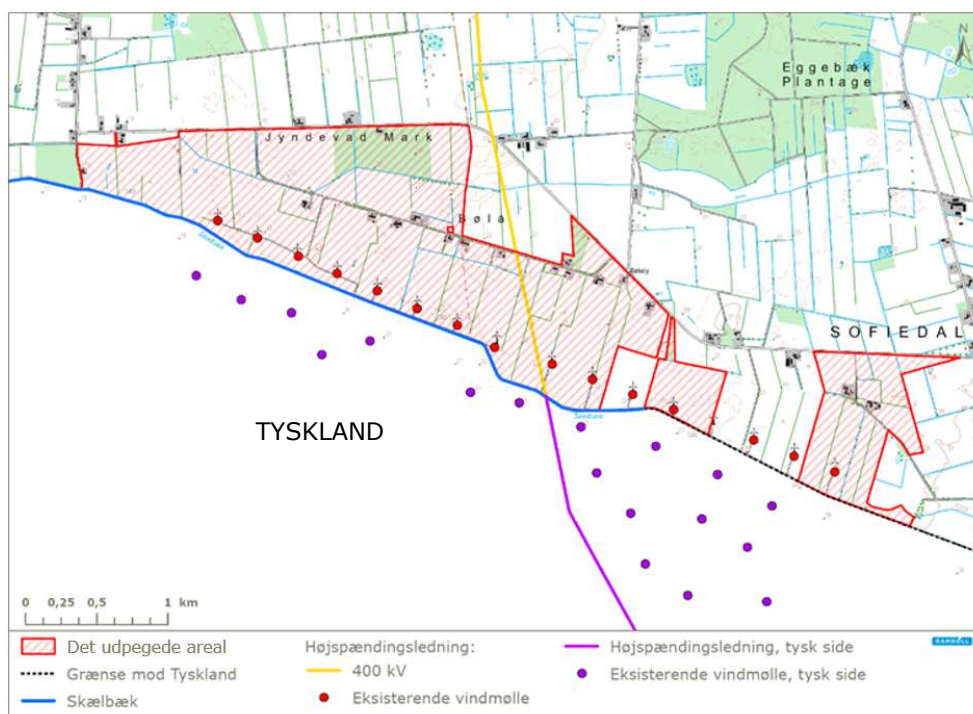 N
Eggebæk
Plantage
Jyndevad Mark
Bøla
SOFIEDAL
TYSKLAND
0 0,25 0,5 1 km
Det udpegede areal
Grænse mod Tyskland
Skælbæk
Højspændingsledning:
400 kV
Eksisterende vindmølle
Højspændingsledning, tysk side
Eksisterende vindmølle, tysk side
RAMBOLL